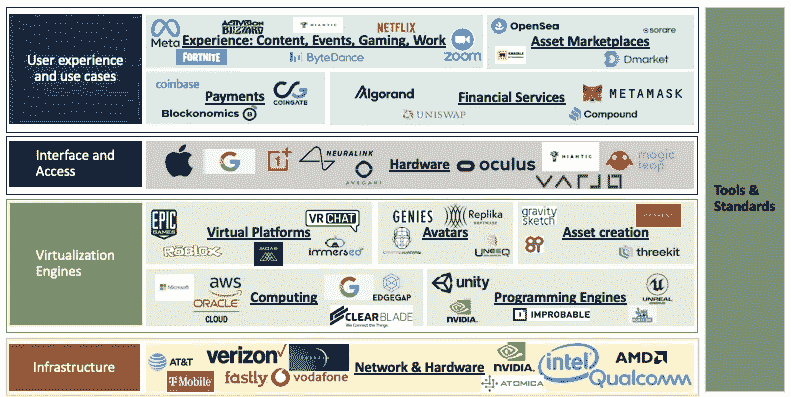 User experience
and use cases
Meta
ACTIVISION
BLIZZARD
NIANTIC
NETFLIX
Experience: Content, Events, Gaming, Work
FORTNITE
ByteDance
zoom
OpenSea
sorare
Asset Marketplaces
Dmarket
coinbase
Payments
COINGATE
Blockonomics
Algorand
Financial Services
METAMASK
UNISWAP
Compound
Interface and
Access
G
NEURALINK
AVEGANT
Hardware
oculus
NIANTIC
magic
leap
VARJO
Tools &
Standards
Virtualization
Engines
EPIC
GAMES
Virtual Platforms
VRCHAT
ROBLOX
immersed
GENIES
Replika
Avatars
UNEEQ
gravity
sketch
Asset creation
threekit
Microsoft
aws
ORACLE
CLOUD
Computing
G
EDGEGAP
CLEARBLADE
We Connect the Things.
unity
Programming Engines
UNREAL
NVIDIA.
IMPROBABLE
Infrastructure
AT&T
verizon
T Mobile
fastly
vodafone
Network & Hardware
NVIDIA.
ATOMICA
intel
AMD
Qualcomm